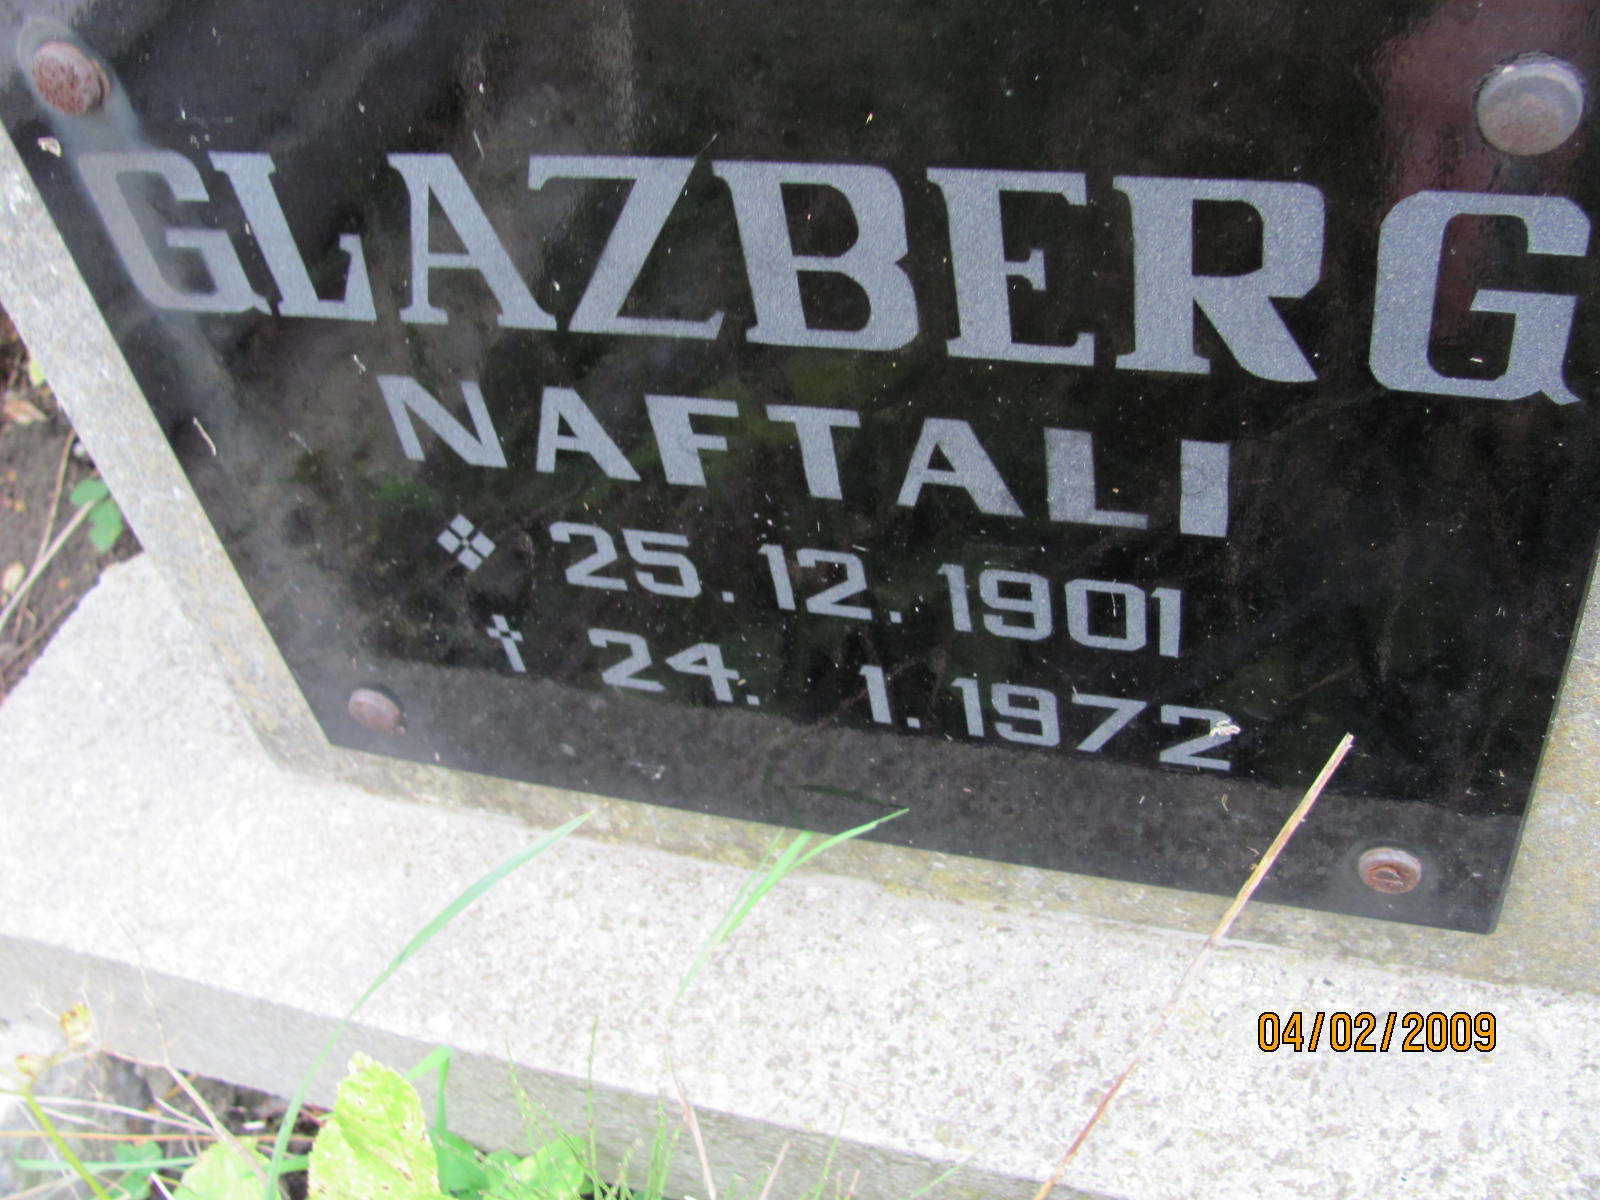 GLAZBERG
NAFTALI
❖ 25.12.1901
† 24. 1.1972
04/02/2009